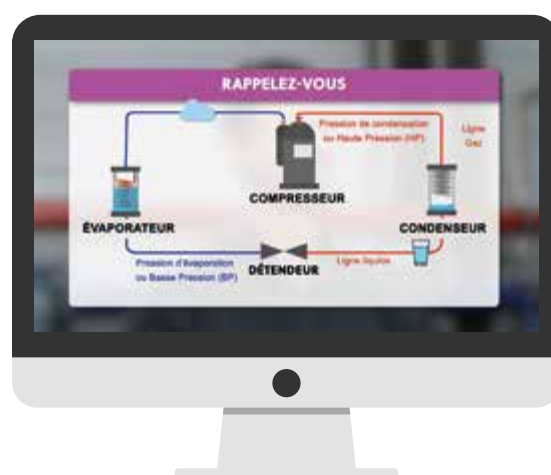 RAPPELEZ-VOUS
Pression de condensation
ou Haute Pression (HP)
Ligne
Gaz
COMPRESSEUR
ÉVAPORATEUR
CONDENSEUR
Pression d'évaporation
ou Basse Pression (BP)
DÉTENDEUR
Ligne liquide